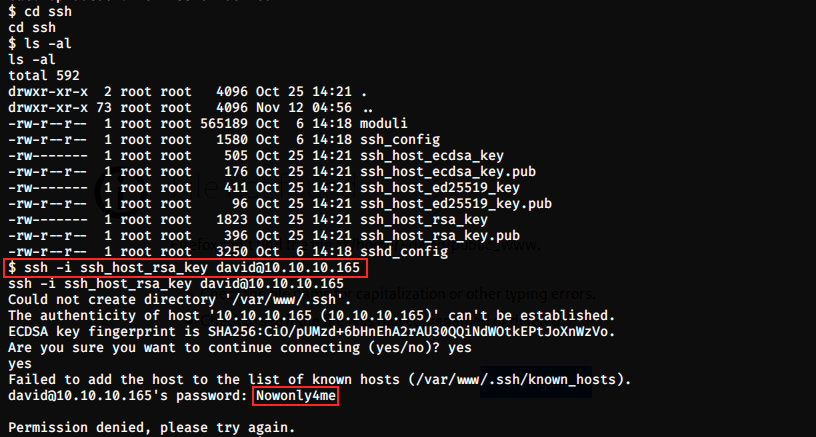 $ cd ssh
cd ssh
$ ls -al
ls -al
total 592
drwxr-xr-x  2 root root   4096 Oct 25 14:21 .
drwxr-xr-x 73 root root   4096 Nov 12 04:56 ..
-rw-r--r--  1 root root 565189 Oct  6 14:18 moduli
-rw-r--r--  1 root root   1580 Oct  6 14:18 ssh_config
-rw-------  1 root root    505 Oct 25 14:21 ssh_host_ecdsa_key
-rw-r--r--  1 root root    176 Oct 25 14:21 ssh_host_ecdsa_key.pub
-rw-------  1 root root    411 Oct 25 14:21 ssh_host_ed25519_key
-rw-r--r--  1 root root     96 Oct 25 14:21 ssh_host_ed25519_key.pub
-rw-------  1 root root   1823 Oct 25 14:21 ssh_host_rsa_key
-rw-r--r--  1 root root    396 Oct 25 14:21 ssh_host_rsa_key.pub
-rw-r--r--  1 root root   3250 Oct  6 14:18 sshd_config
$ ssh -i ssh_host_rsa_key david@10.10.10.165
ssh -i ssh_host_rsa_key david@10.10.10.165
Could not create directory '/var/www/.ssh'.
The authenticity of host '10.10.10.165 (10.10.10.165)' can't be established.
ECDSA key fingerprint is SHA256:CiO/pUMzd+6bHnEhA2rAU30QQiNdWOtkEPtJoXnWzVo.
Are you sure you want to continue connecting (yes/no)? yes
yes
Failed to add the host to the list of known hosts (/var/www/.ssh/known_hosts).
david@10.10.10.165's password: Nowonly4me
Permission denied, please try again.